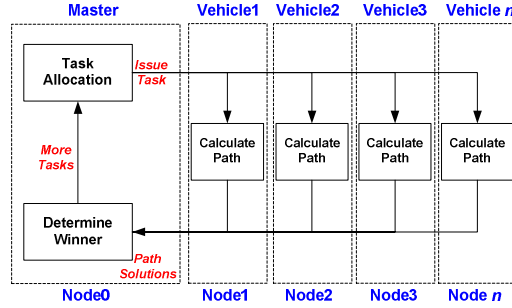 Master Vehicle1 Vehicle2 Vehicle3 Vehicle n
Task
Allocation
Issue
Task
More
Tasks
Calculate
Path
Calculate
Path
Calculate
Path
Calculate
Path
Determine
Winner
Path
Solutions
Node0 Node1 Node2 Node3 Node n